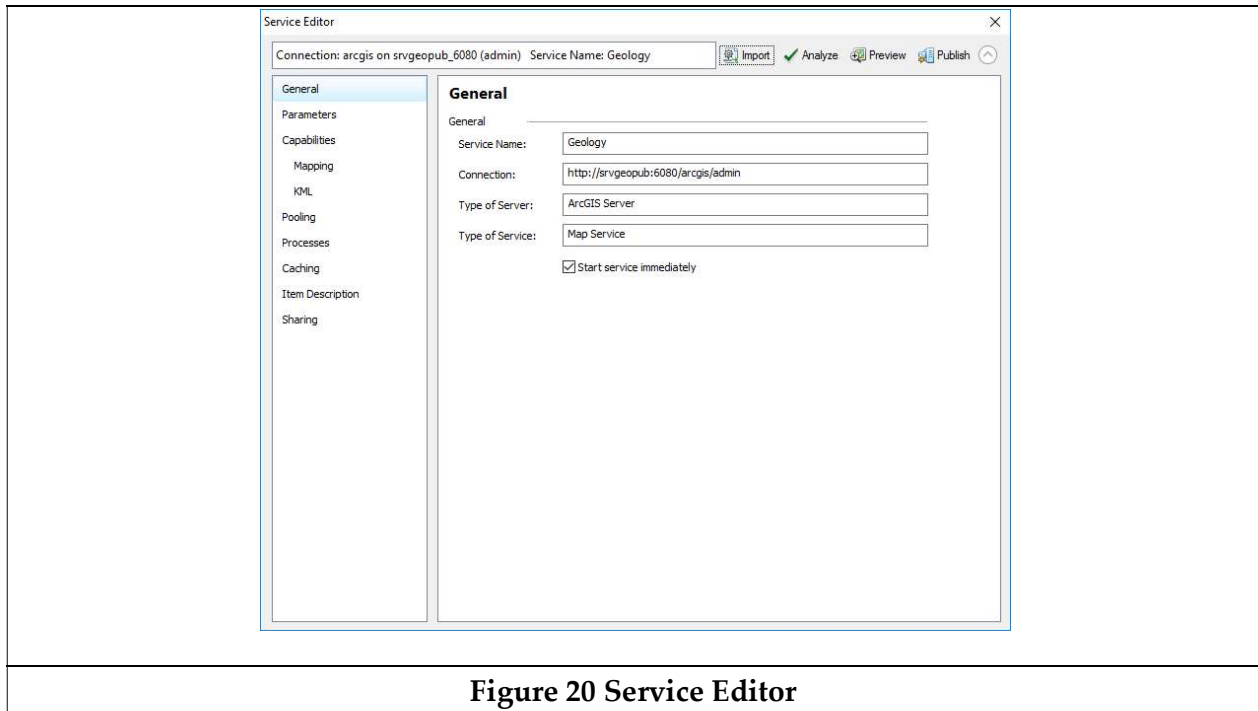 Service Editor
Connection: arcgis on srvgeopub_6080 (admin) Service Name: Geology Import Analyze Preview Publish
General
Parameters
Capabilities
Mapping
KML
Pooling
Processes
Caching
Item Description
Sharing
General
General
Service Name: Geology
Connection: http://srvgeopub:6080/arcgis/admin
Type of Server: ArcGIS Server
Type of Service: Map Service
Start service immediately
Figure 20 Service Editor